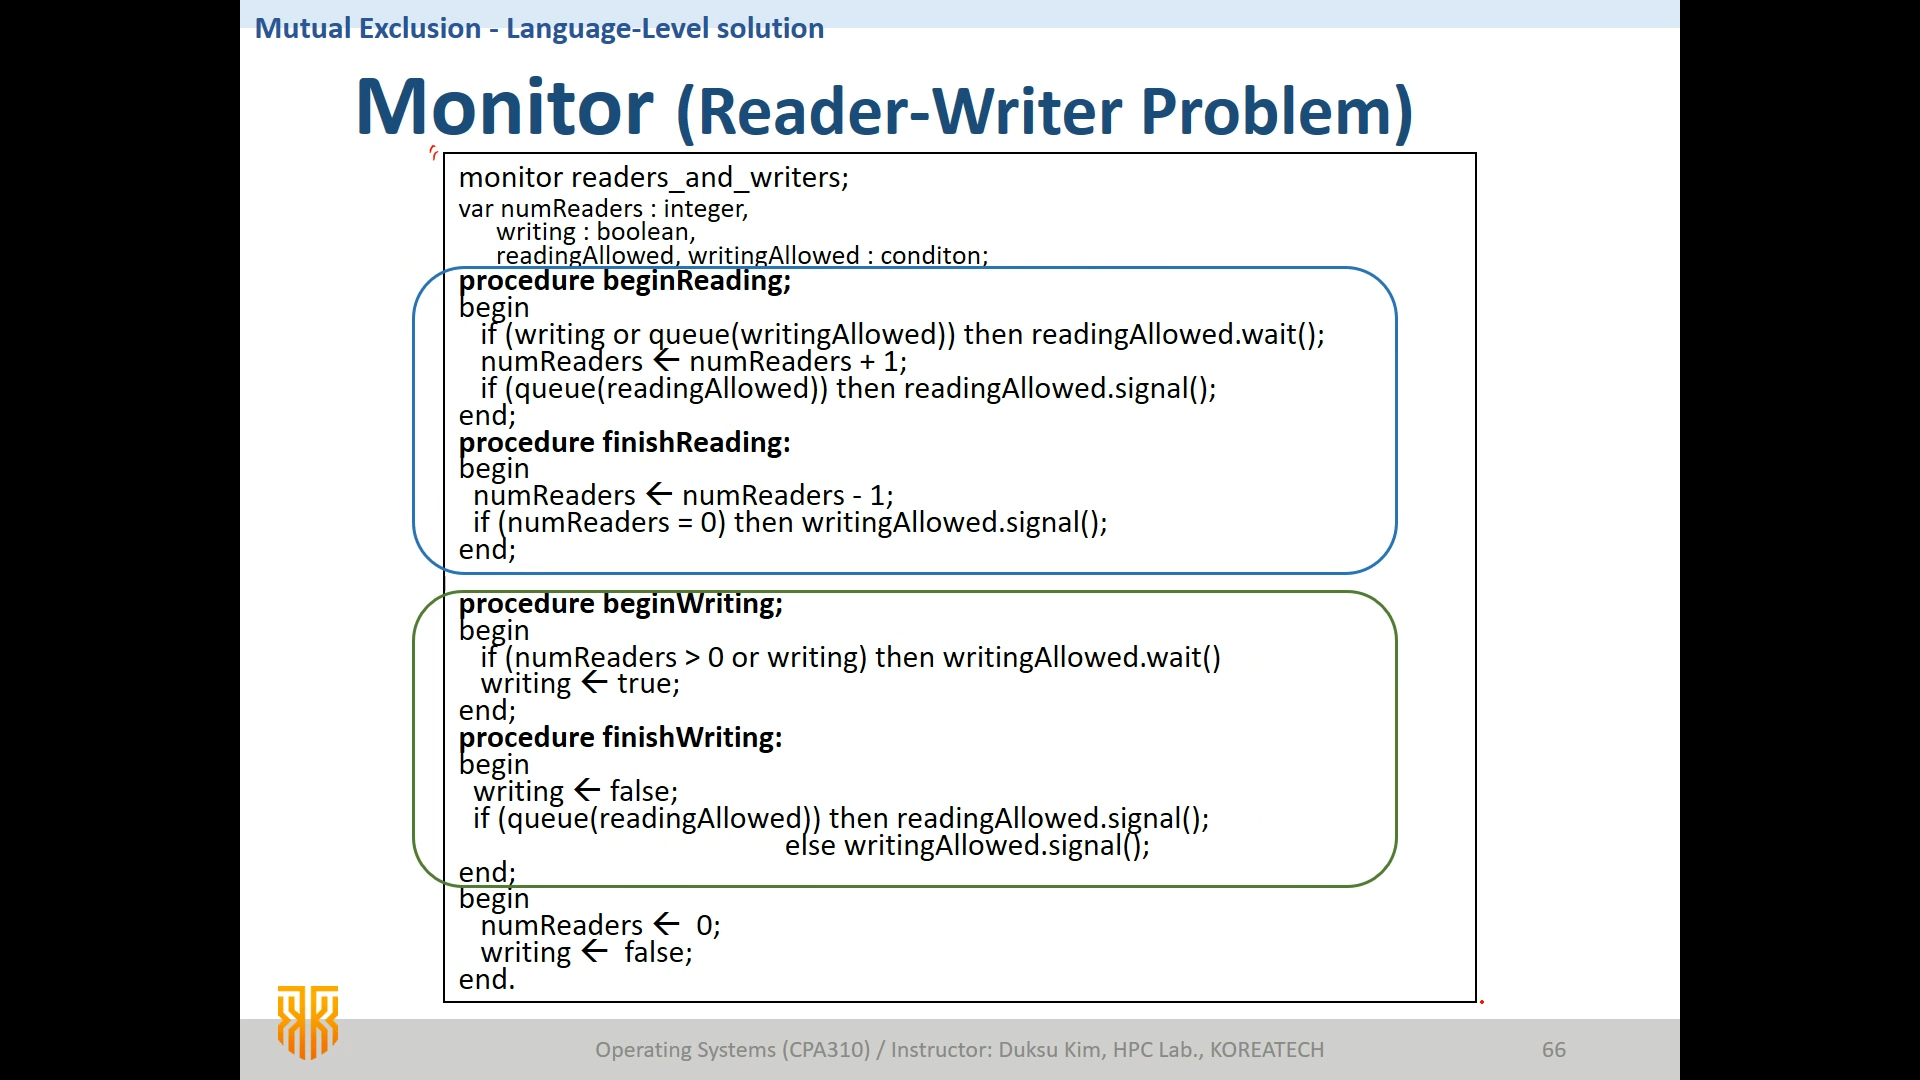 Mutual Exclusion - Language-Level solution
Monitor (Reader-Writer Problem)
monitor readers_and_writers;
var numReaders : integer,
writing : boolean,
readingAllowed, writingAllowed : conditon;
procedure beginReading;
begin
if (writing or queue(writingAllowed)) then readingAllowed.wait();
numReaders ← numReaders + 1;
if (queue(readingAllowed)) then readingAllowed.signal();
end;
procedure finishReading:
begin
numReaders ← numReaders - 1;
if (numReaders = 0) then writingAllowed.signal();
end;
procedure beginWriting;
begin
if (numReaders > 0 or writing) then writingAllowed.wait()
writing ← true;
end;
procedure finishWriting:
begin
writing ← false;
if (queue(readingAllowed)) then readingAllowed.signal();
else writingAllowed.signal();
end;
begin
numReaders ← 0;
writing ← false;
end.
Operating Systems (CPA310) / Instructor: Duksu Kim, HPC Lab., KOREATECH
66